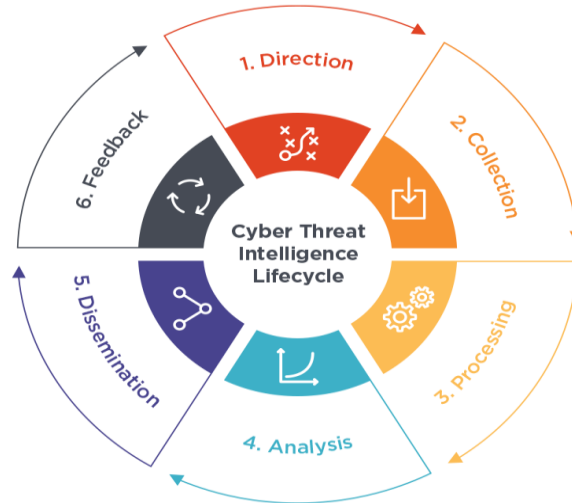 1. Direction
2. Collection
3. Processing
4. Analysis
5. Dissemination
6. Feedback
Cyber Threat
Intelligence
Lifecycle